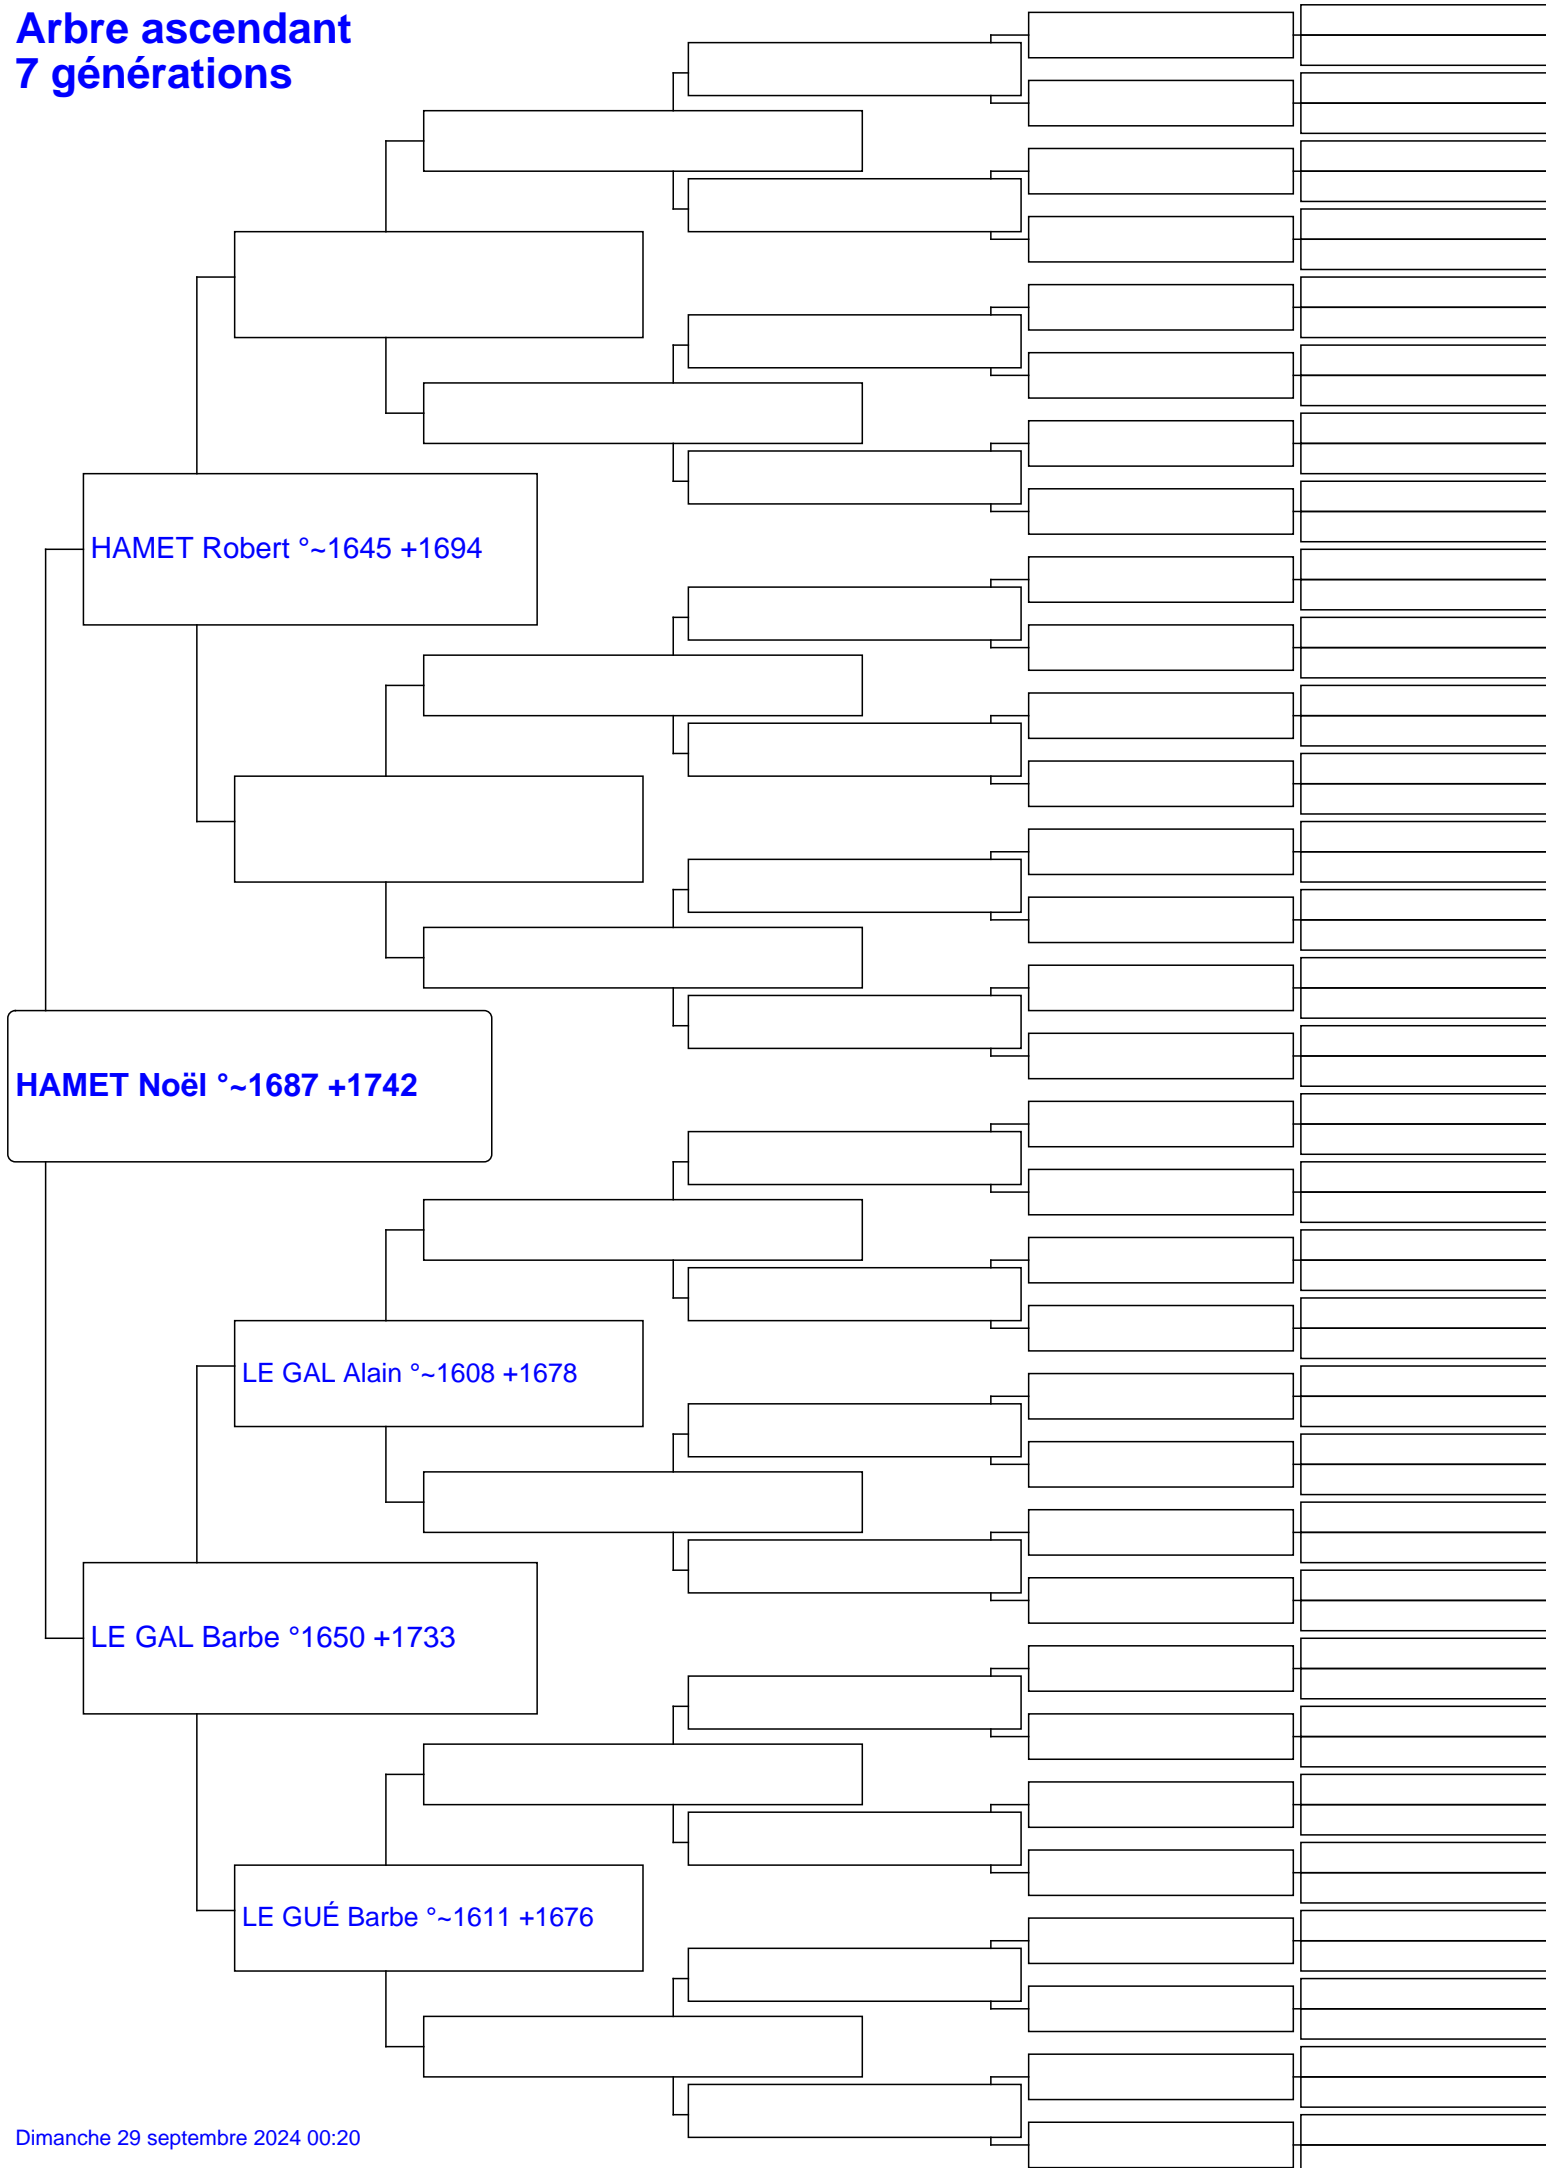 Arbre ascendant
7 générations
HAMET Robert °~1645 +1694
HAMET Noël °~1687 +1742
LE GAL Alain °~1608 +1678
LE GAL Barbe °1650 +1733
LE GUÉ Barbe °~1611 +1676
Dimanche 29 septembre 2024 00:20